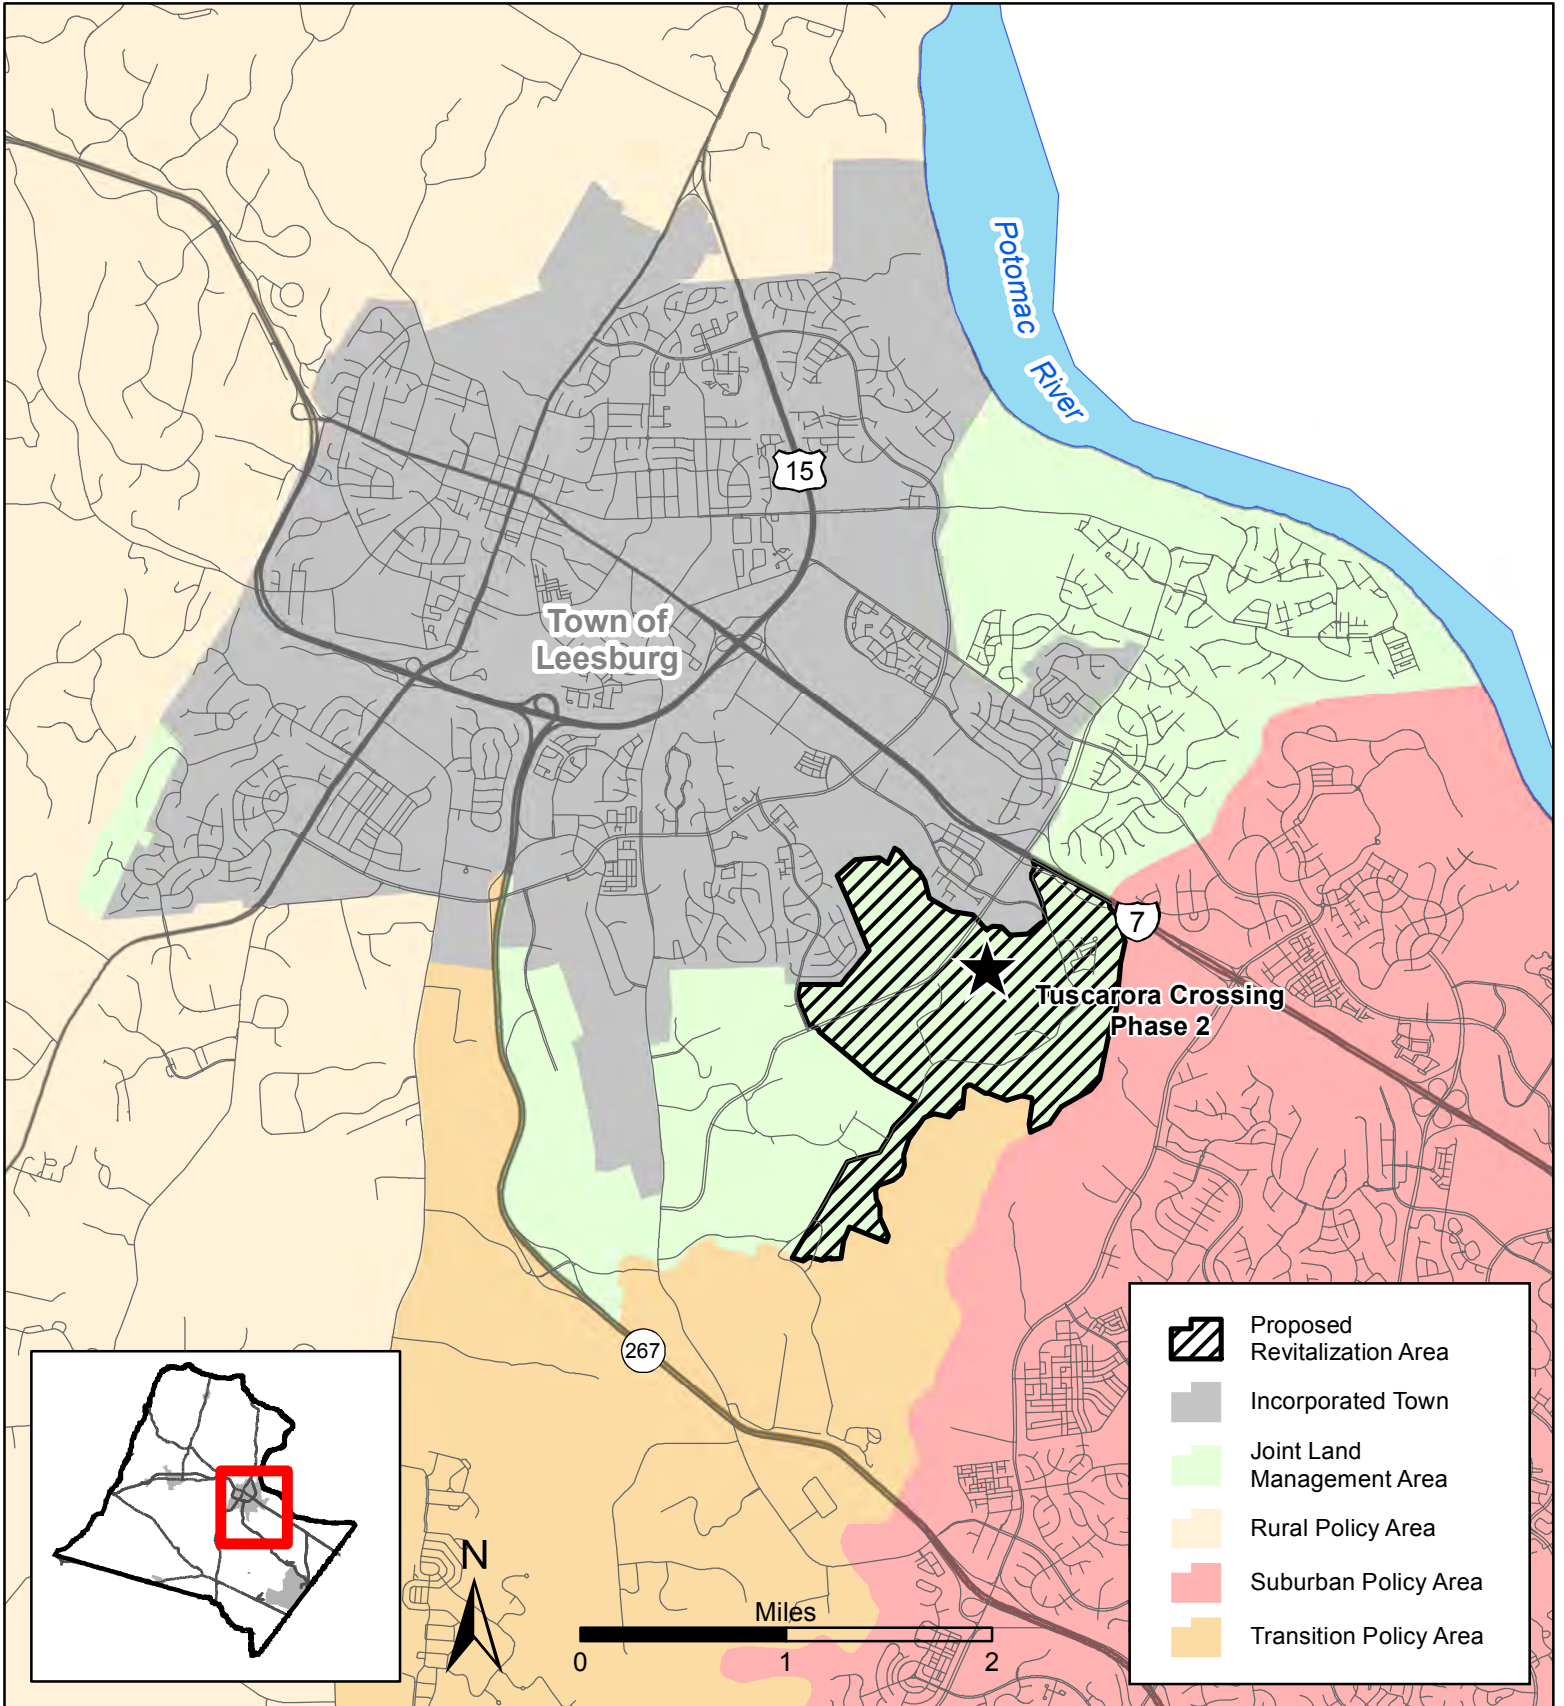 Potomac
River
15
Town of
Leesburg
7
Tuscarora Crossing
Phase 2
267
Proposed
Revitalization Area
Incorporated Town
Joint Land
Management Area
Rural Policy Area
Suburban Policy Area
Transition Policy Area
N
Miles
0 1 2